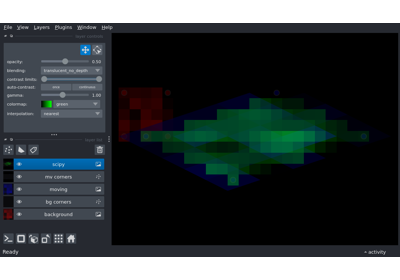 File View Layers Plugins Window Help
opacity: 0.50
blending: translucent_no_depth
contrast limits:
auto-contrast: once continuous
gamma: 1.00
colormap: green
interpolation: nearest
scipy
mv corners
moving
bg corners
background
Ready
activity